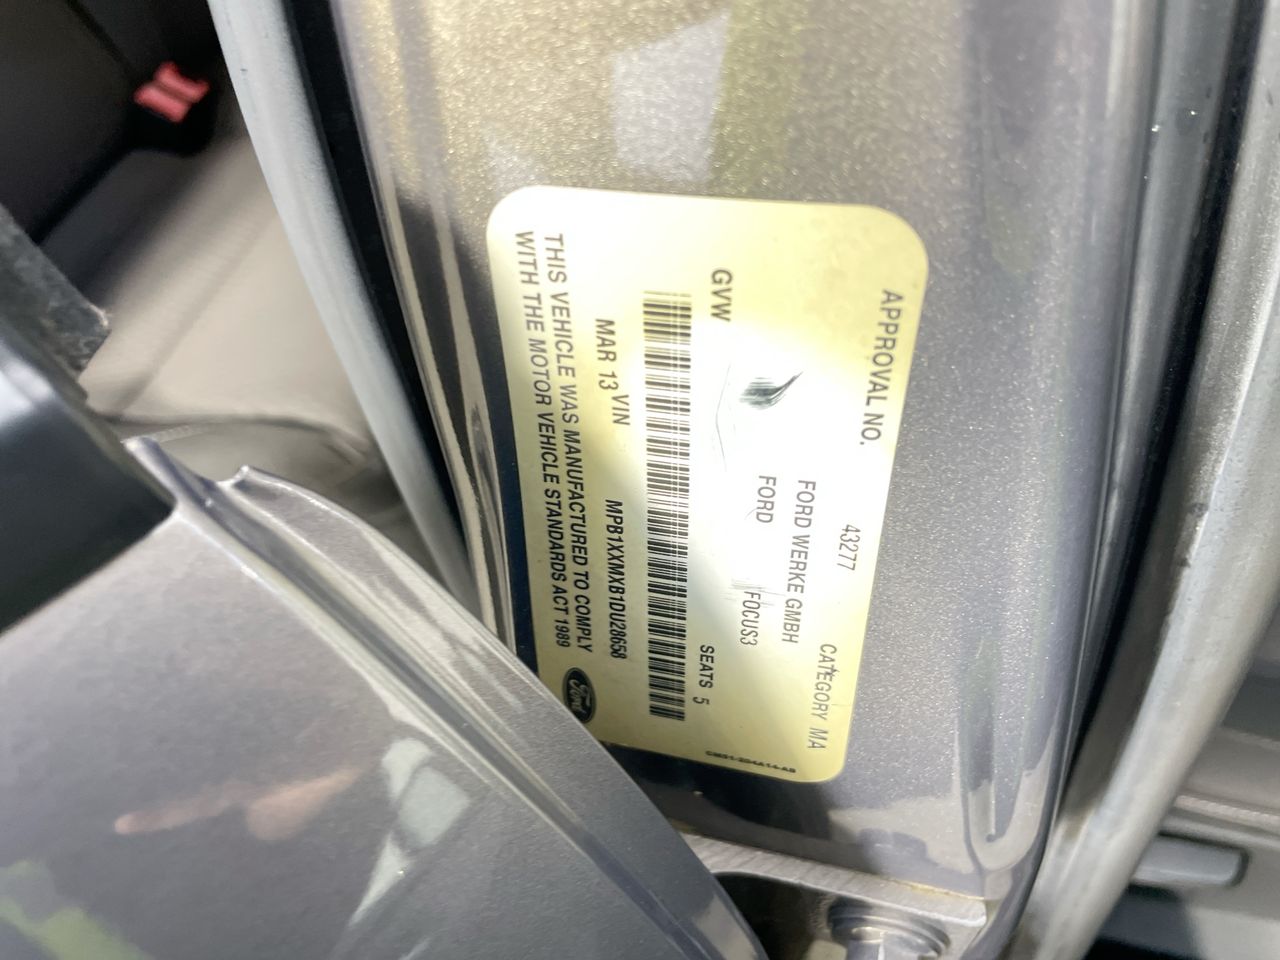 APPROVAL NO. 43277 CATEGORY MA
FORD WERKE GMBH
FORD FOCUS3
GVW SEATS 5
MAR 13 VIN MPB1XXMXB1DU28658
THIS VEHICLE WAS MANUFACTURED TO COMPLY
WITH THE MOTOR VEHICLE STANDARDS ACT 1989
Ford